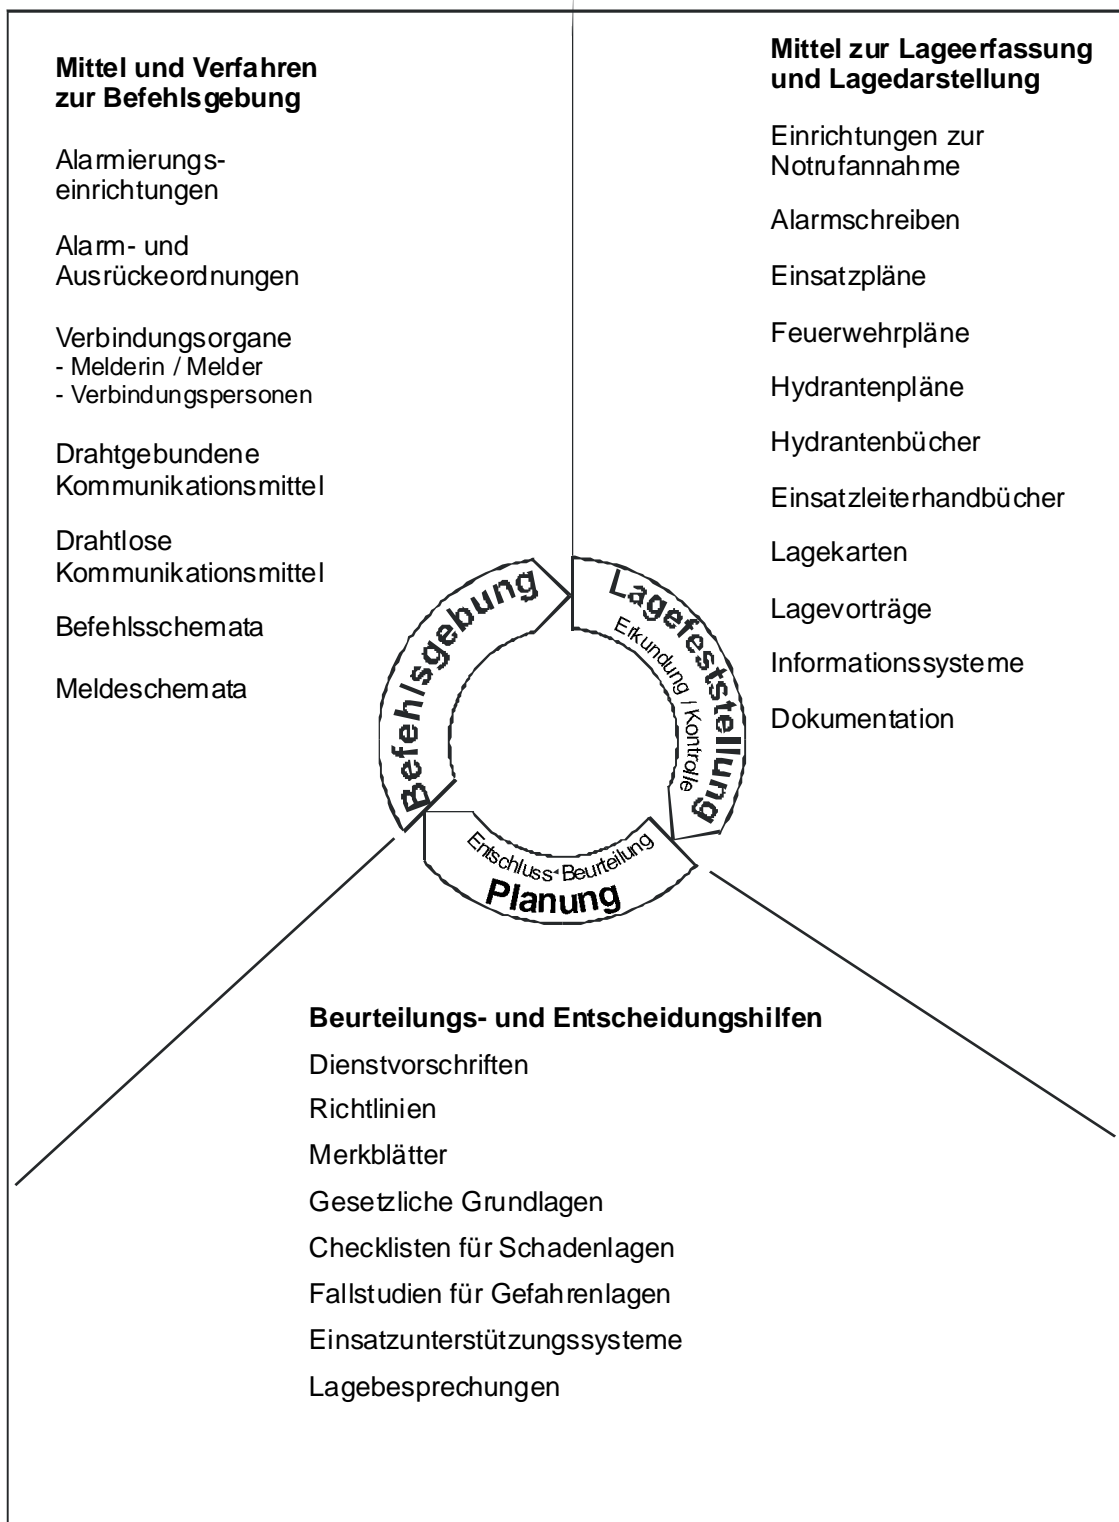 Mittel und Verfahren
zur Befehlsgebung
Alarmierungs-
einrichtungen
Alarm- und
Ausrückeordnungen
Verbindungsorgane
- Melderin / Melder
- Verbindungspersonen
Drahtgebundene
Kommunikationsmittel
Drahtlose
Kommunikationsmittel
Befehlsschemata
Meldeschemata
Mittel zur Lageerfassung
und Lagedarstellung
Einrichtungen zur
Notrufannahme
Alarmschreiben
Einsatzpläne
Feuerwehrpläne
Hydrantenpläne
Hydrantenbücher
Einsatzleiterhandbücher
Lagekarten
Lagevorträge
Informationssysteme
Dokumentation
Befehlsgebung
Lagefeststellung
Erkundung / Kontrolle
Entschluss Beurteilung
Planung
Beurteilungs- und Entscheidungshilfen
Dienstvorschriften
Richtlinien
Merkblätter
Gesetzliche Grundlagen
Checklisten für Schadenlagen
Fallstudien für Gefahrenlagen
Einsatzunterstützungssysteme
Lagebesprechungen